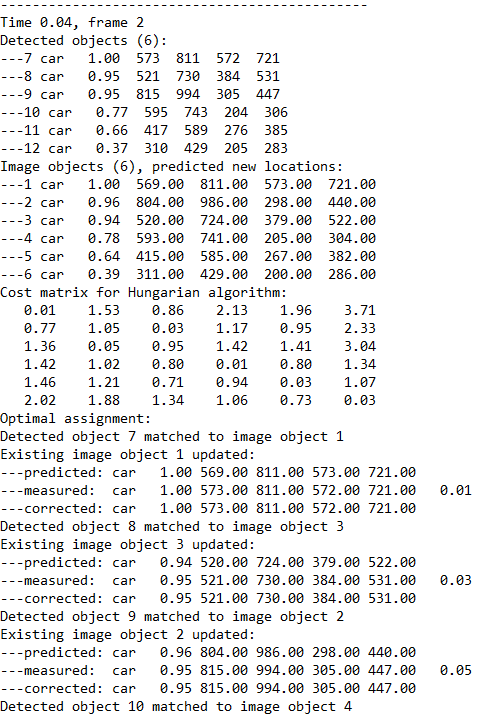 ----------------------------------------------
Time 0.04, frame 2
Detected objects (6):
---7 car   1.00  573  811  572  721
---8 car   0.95  521  730  384  531
---9 car   0.95  815  994  305  447
---10 car    0.77  595  743  204  306
---11 car    0.66  417  589  276  385
---12 car    0.37  310  429  205  283
Image objects (6), predicted new locations:
---1 car   1.00  569.00  811.00  573.00  721.00
---2 car   0.96  804.00  986.00  298.00  440.00
---3 car   0.94  520.00  724.00  379.00  522.00
---4 car   0.78  593.00  741.00  205.00  304.00
---5 car   0.64  415.00  585.00  267.00  382.00
---6 car   0.39  311.00  429.00  200.00  286.00
Cost matrix for Hungarian algorithm:
   0.01    1.53    0.86    2.13    1.96    3.71
   0.77    1.05    0.03    1.17    0.95    2.33
   1.36    0.05    0.95    1.42    1.41    3.04
   1.42    1.02    0.80    0.01    0.80    1.34
   1.46    1.21    0.71    0.94    0.03    1.07
   2.02    1.88    1.34    1.06    0.73    0.03
Optimal assignment:
Detected object 7 matched to image object 1
Existing image object 1 updated:
---predicted: car   1.00 569.00 811.00 573.00 721.00
---measured:  car   1.00 573.00 811.00 572.00 721.00   0.01
---corrected: car   1.00 573.00 811.00 572.00 721.00
Detected object 8 matched to image object 3
Existing image object 3 updated:
---predicted: car   0.94 520.00 724.00 379.00 522.00
---measured:  car   0.95 521.00 730.00 384.00 531.00   0.03
---corrected: car   0.95 521.00 730.00 384.00 531.00
Detected object 9 matched to image object 2
Existing image object 2 updated:
---predicted: car   0.96 804.00 986.00 298.00 440.00
---measured:  car   0.95 815.00 994.00 305.00 447.00   0.05
---corrected: car   0.95 815.00 994.00 305.00 447.00
Detected object 10 matched to image object 4